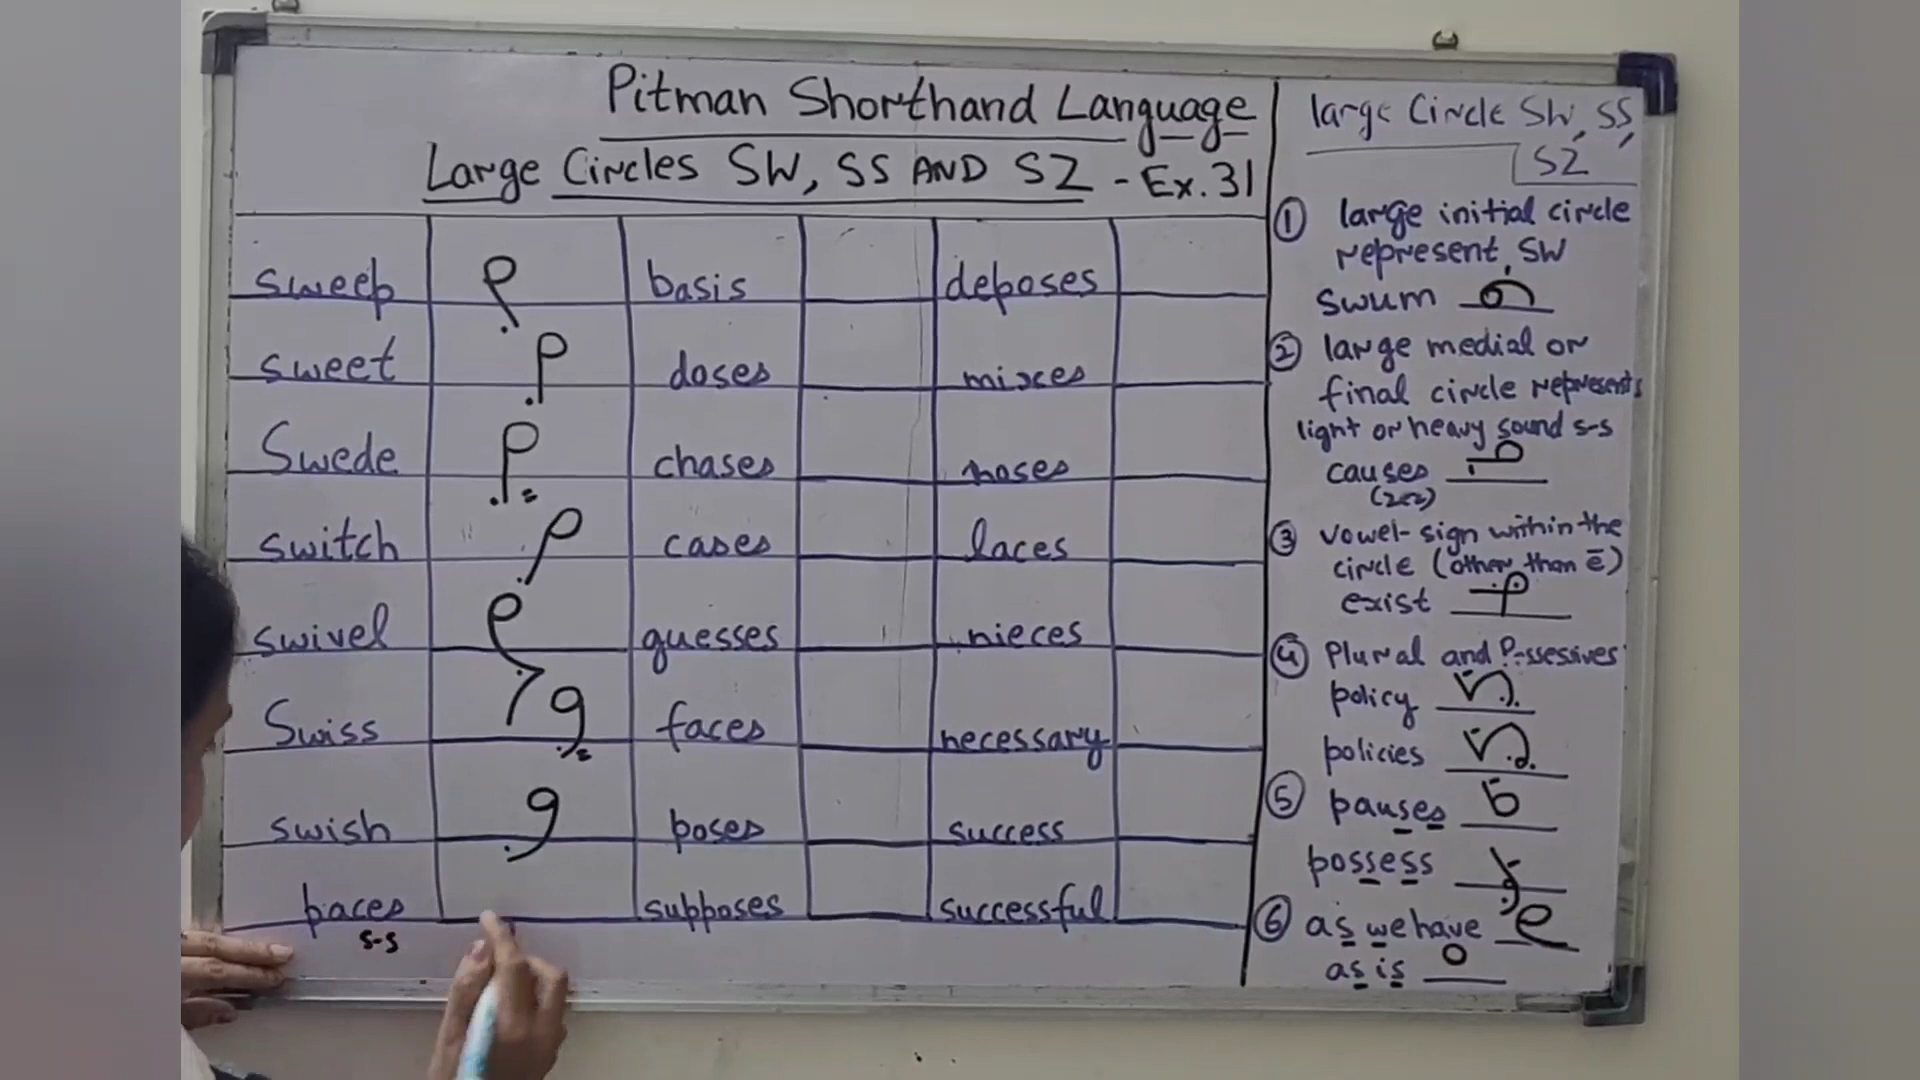 Pitman Shorthand Language
Large Circles SW, SS AND SZ - Ex.31
sweep basis deposes
sweet doses mixes
Swede chases noses
switch cases laces
swivel guesses nieces
Swiss faces necessary
swish poses success
paces supposes successful
s-s
large Circle SW, SS,
SZ
① large initial circle
represent SW
swum
② large medial or
final circle represents
light or heavy sound s-s
causes
(zez)
③ vowel-sign within the
circle (other than ē)
exist
④ Plural and Possessives
policy
policies
⑤ pauses
possess
⑥ as we have
as is